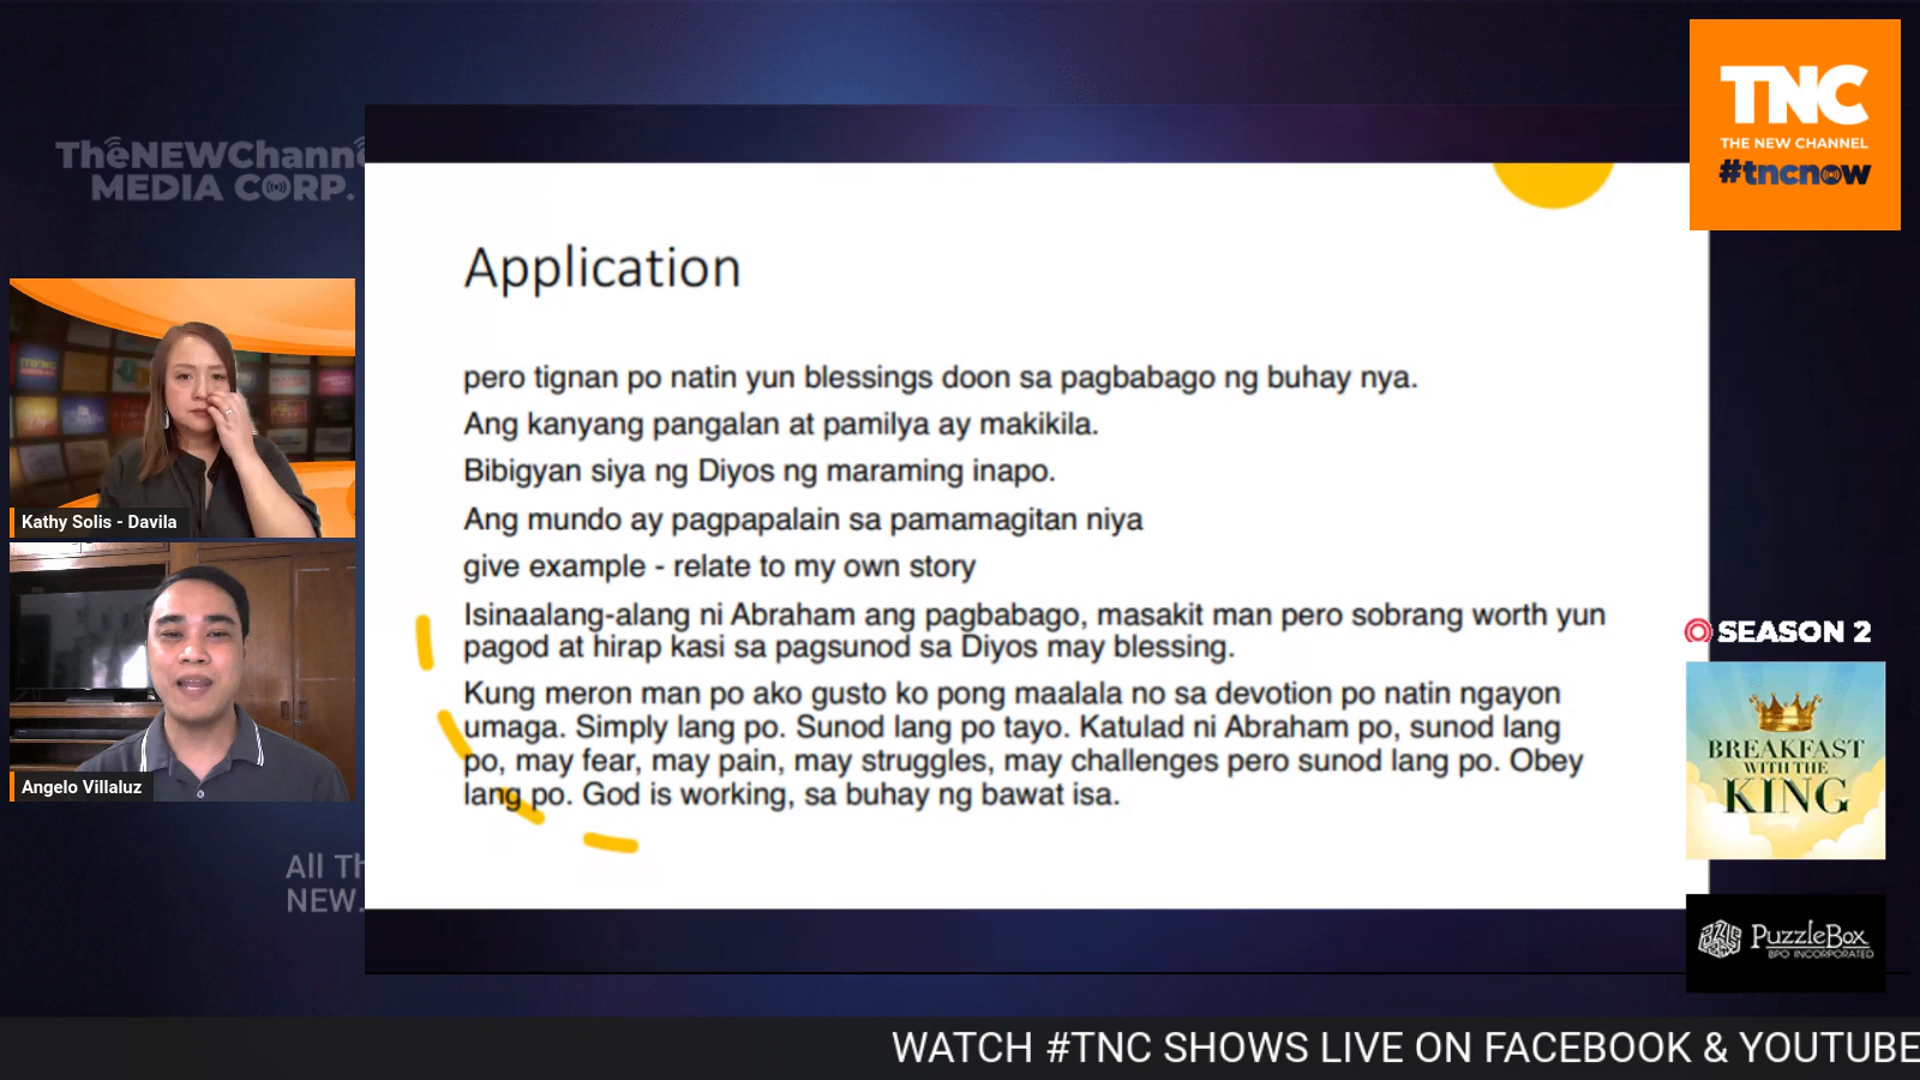 TheNEWChann
MEDIA CORP.
TNC
THE NEW CHANNEL
#tncnow
Application
pero tignan po natin yun blessings doon sa pagbabago ng buhay nya.
Ang kanyang pangalan at pamilya ay makikila.
Bibigyan siya ng Diyos ng maraming inapo.
Ang mundo ay pagpapalain sa pamamagitan niya
give example - relate to my own story
Isinaalang-alang ni Abraham ang pagbabago, masakit man pero sobrang worth yun
pagod at hirap kasi sa pagsunod sa Diyos may blessing.
Kung meron man po ako gusto ko pong maalala no sa devotion po natin ngayon
umaga. Simply lang po. Sunod lang po tayo. Katulad ni Abraham po, sunod lang
po, may fear, may pain, may struggles, may challenges pero sunod lang po. Obey
lang po. God is working, sa buhay ng bawat isa.
Kathy Solis - Davila
Angelo Villaluz
All Th
NEW.
SEASON 2
BREAKFAST
WITH THE
KING
PuzzleBox
BPO INCORPORATED
WATCH #TNC SHOWS LIVE ON FACEBOOK & YOUTUBE